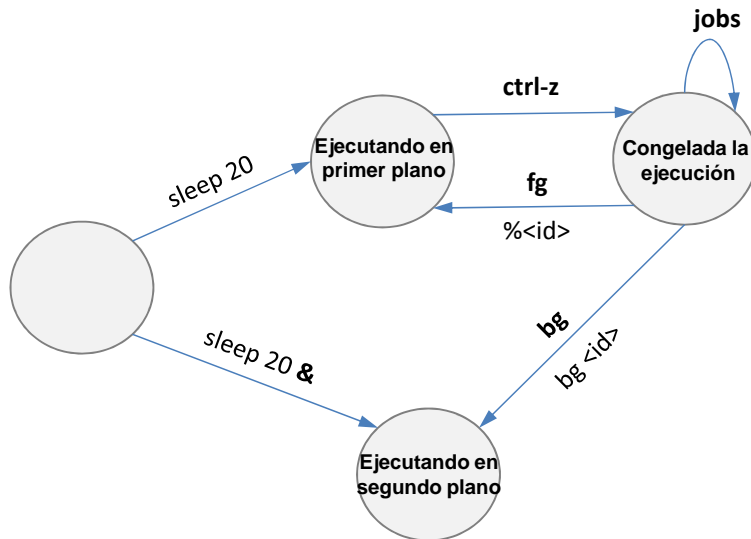 jobs
ctrl-z
Ejecutando en
primer plano
Congelada la
ejecución
sleep 20
fg
%<id>
bg
bg <id>
sleep 20 &
Ejecutando en
segundo plano